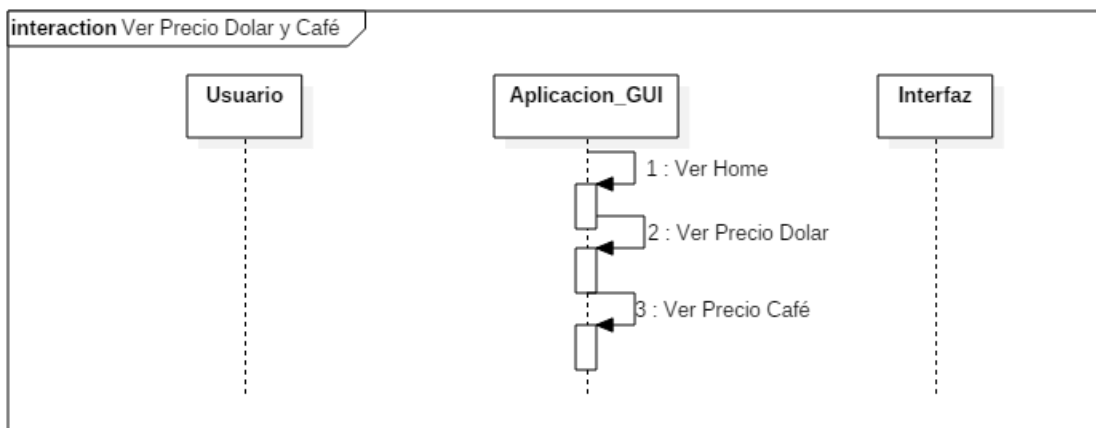 interaction Ver Precio Dolar y Café
Usuario
Aplicacion_GUI
Interfaz
1 : Ver Home
2 : Ver Precio Dolar
3 : Ver Precio Café